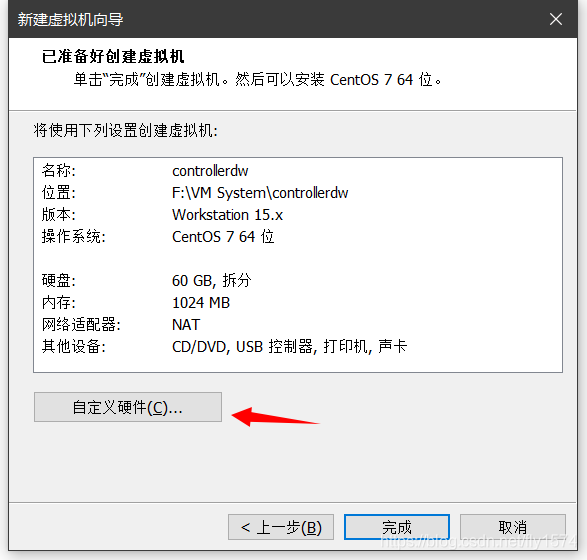 新建虚拟机向导
已准备好创建虚拟机
单击“完成”创建虚拟机。然后可以安装 CentOS 7 64 位。
将使用下列设置创建虚拟机:
名称: controllerdw
位置: F:\VM System\controllerdw
版本: Workstation 15.x
操作系统: CentOS 7 64 位
硬盘: 60 GB, 拆分
内存: 1024 MB
网络适配器: NAT
其他设备: CD/DVD, USB 控制器, 打印机, 声卡
自定义硬件(C)...
< 上一步(B) 完成 取消